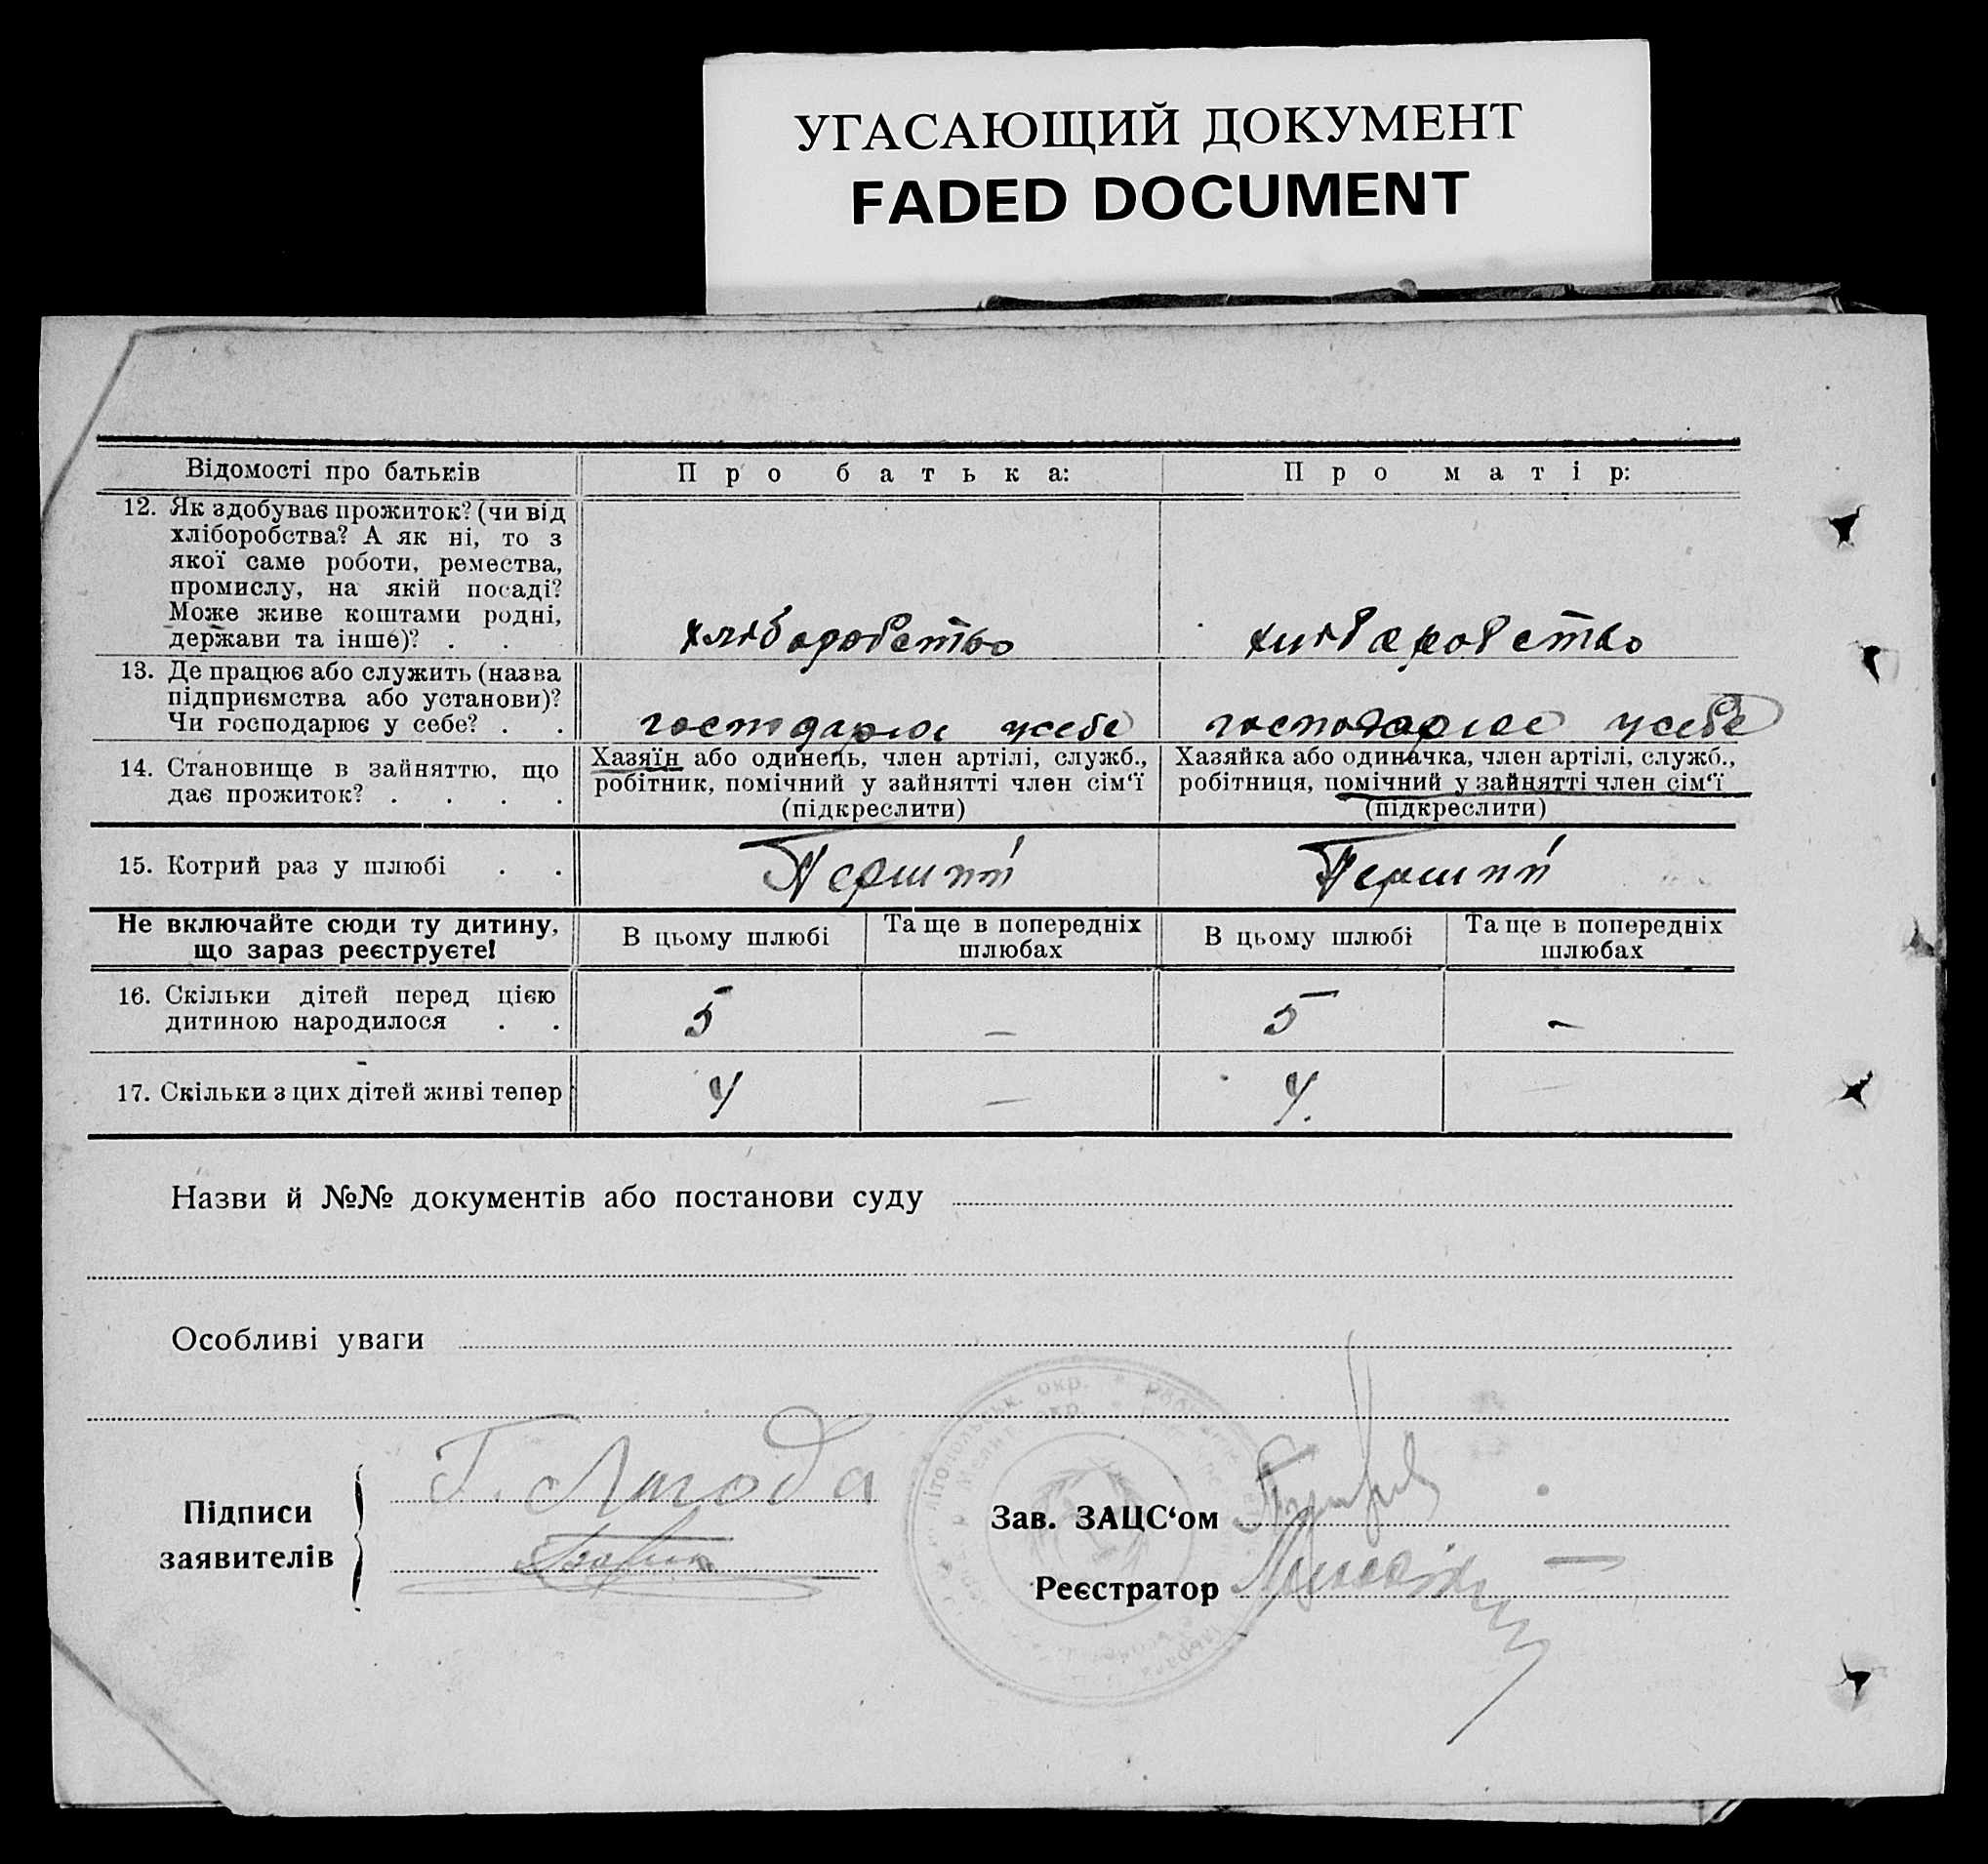 УГАСАЮЩИЙ ДОКУМЕНТ
FADED DOCUMENT
Відомості про батьків
Про батька:
Про матір:
12. Як здобуває прожиток? (чи від
хліборобства? А як ні, то з
якої саме роботи, ремества,
промислу, на якій посаді?
Може живе коштами родні,
держави та інше)? . .
хліборобство
хліборобство
13. Де працює або служить (назва
підприємства або установи)?
Чи господарює у себе? . .
господарює у себе
господарює у себе
14. Становище в зайняттю, що
дає прожиток? . . . .
Хазяїн або одинець, член артілі, служб.,
робітник, помічний у зайнятті член сім‘ї
(підкреслити)
Хазяйка або одиначка, член артілі, служб.,
робітниця, помічний у зайнятті член сім‘ї
(підкреслити)
15. Котрий раз у шлюбі . .
Перший
Перший
Не включайте сюди ту дитину,
що зараз реєструєте!
В цьому шлюбі
Та ще в попередніх
шлюбах
В цьому шлюбі
Та ще в попередніх
шлюбах
16. Скільки дітей перед цією
дитиною народилося . .
5
–
5
–
17. Скільки з цих дітей живі тепер
4
–
4.
Назви й №№ документів або постанови суду
Особливі уваги
Підписи
заявителів
Г. Лягода
Зав. ЗАЦС‘ом
Реєстратор
окр.